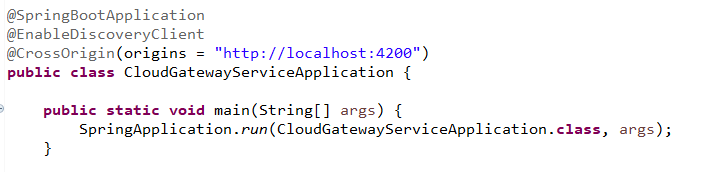 @SpringBootApplication
@EnableDiscoveryClient
@CrossOrigin(origins = "http://localhost:4200")
public class CloudGatewayServiceApplication {
public static void main(String[] args) {
SpringApplication.run(CloudGatewayServiceApplication.class, args);
}